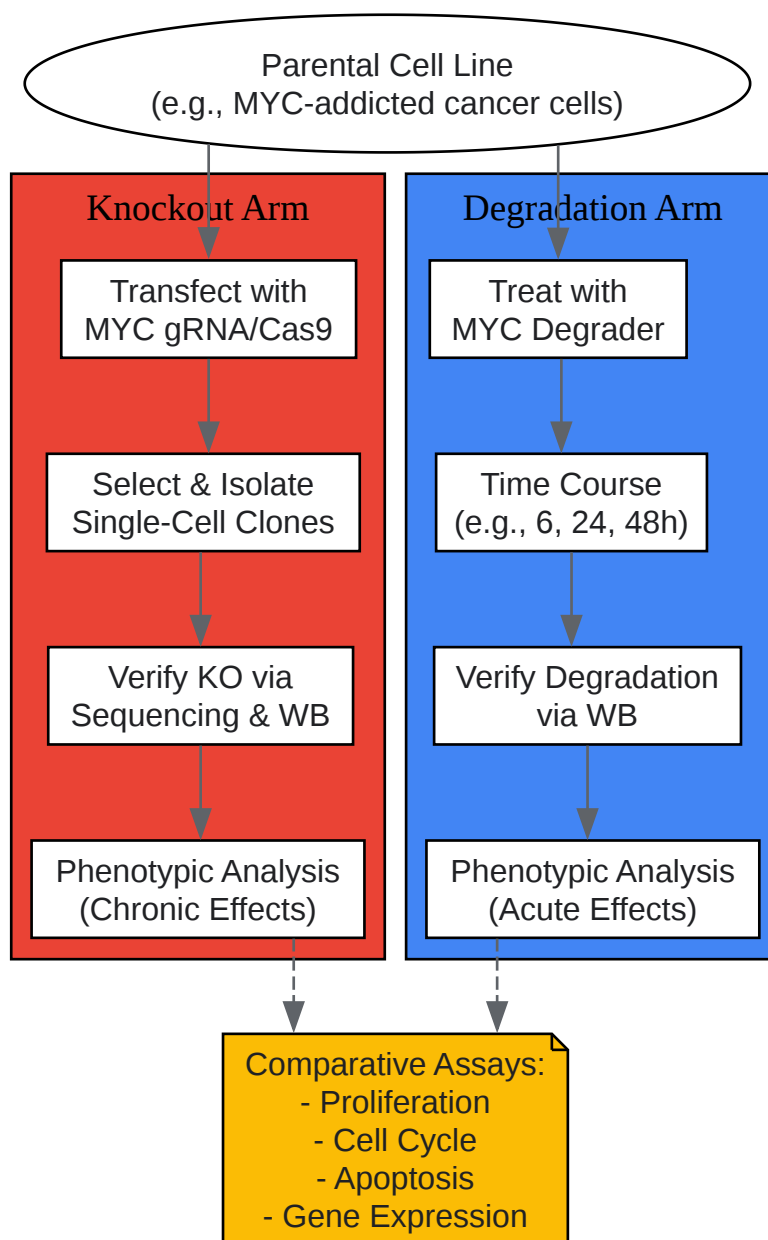 Parental Cell Line
(e.g., MYC-addicted cancer cells)
Knockout Arm
Transfect with
MYC gRNA/Cas9
Select & Isolate
Single-Cell Clones
Verify KO via
Sequencing & WB
Phenotypic Analysis
(Chronic Effects)
Degradation Arm
Treat with
MYC Degrader
Time Course
(e.g., 6, 24, 48h)
Verify Degradation
via WB
Phenotypic Analysis
(Acute Effects)
Comparative Assays:
- Proliferation
- Cell Cycle
- Apoptosis
- Gene Expression